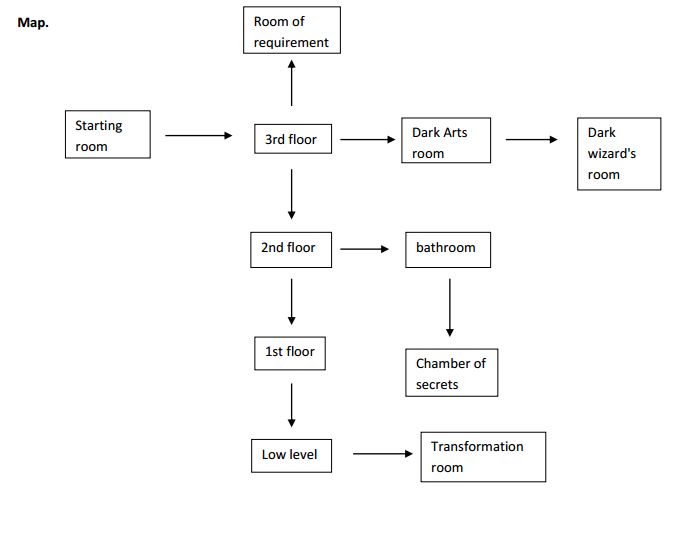 Map.
Room of
requirement
Starting
room
3rd floor
Dark Arts
room
Dark
wizard's
room
2nd floor
bathroom
1st floor
Chamber of
secrets
Low level
Transformation
room